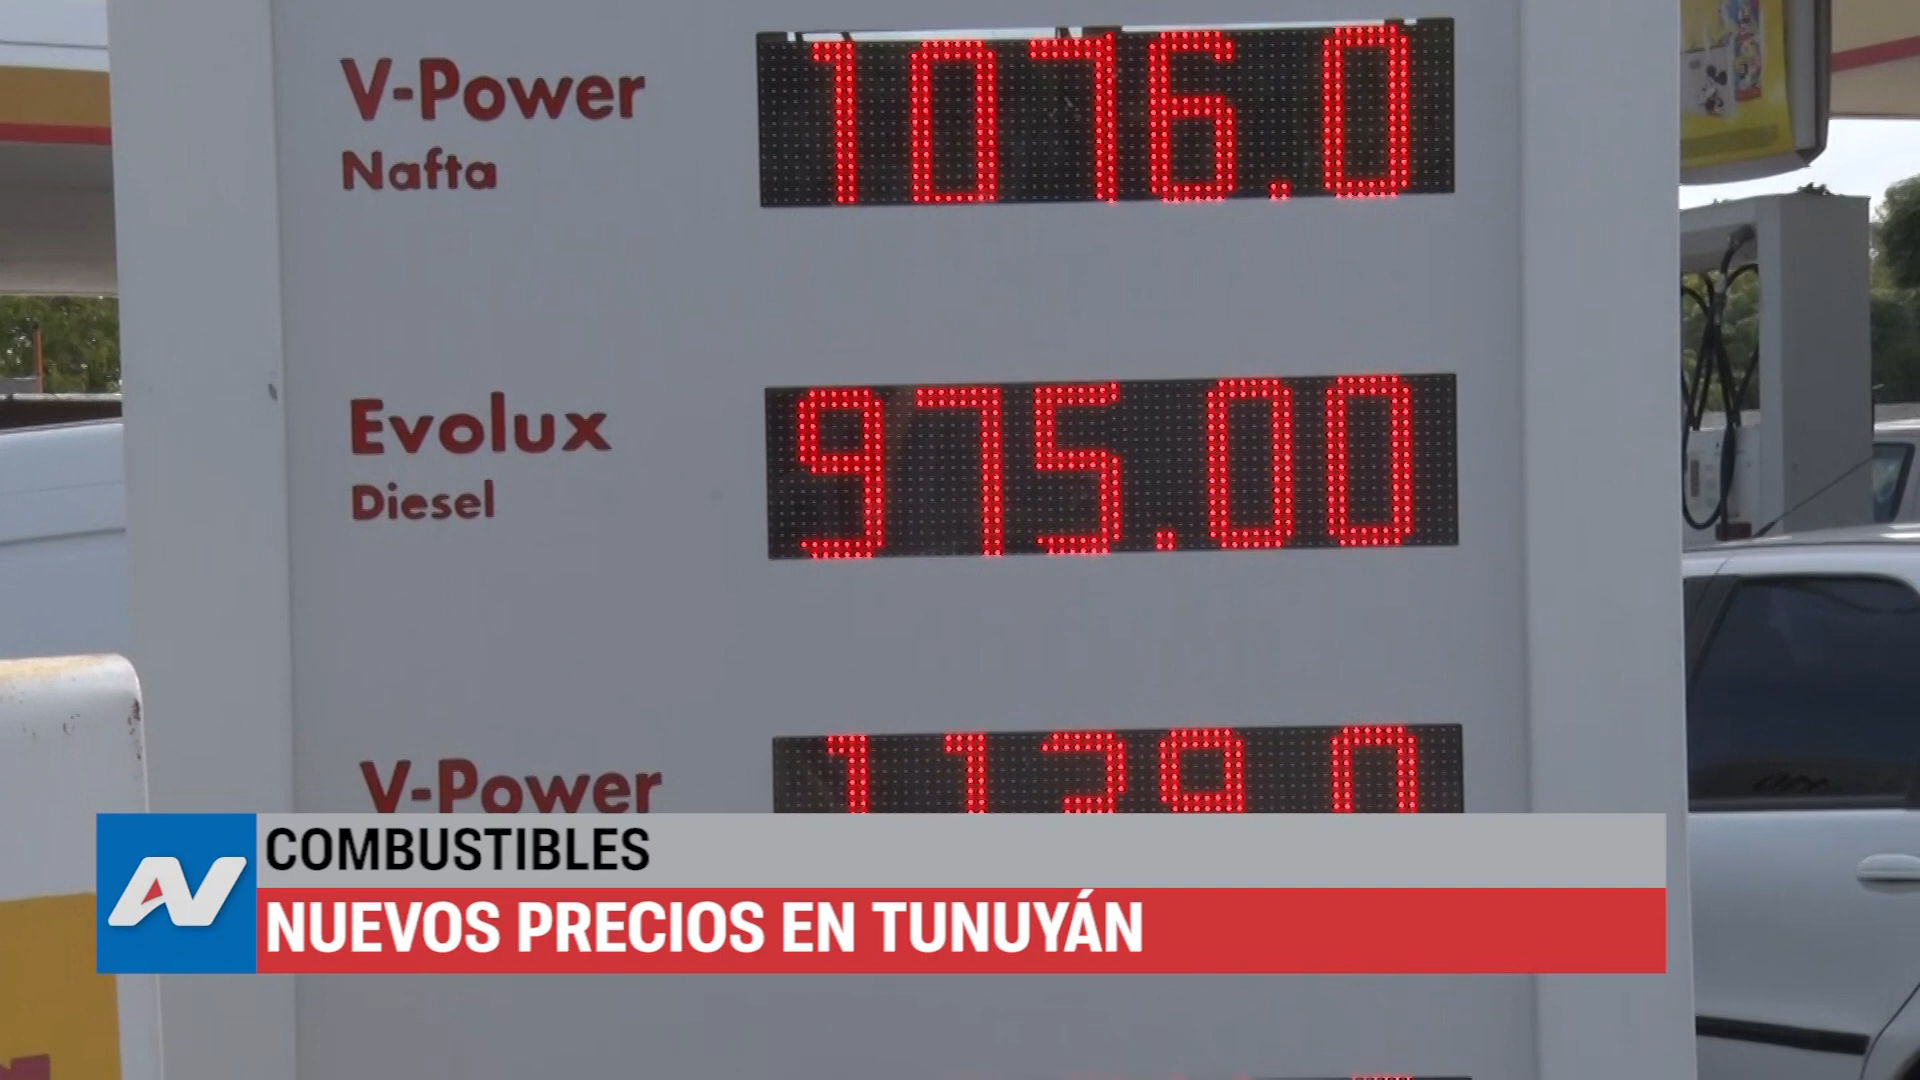 V-Power
Nafta
1076.0
Evolux
Diesel
975.00
V-Power
COMBUSTIBLES
NUEVOS PRECIOS EN TUNUYÁN